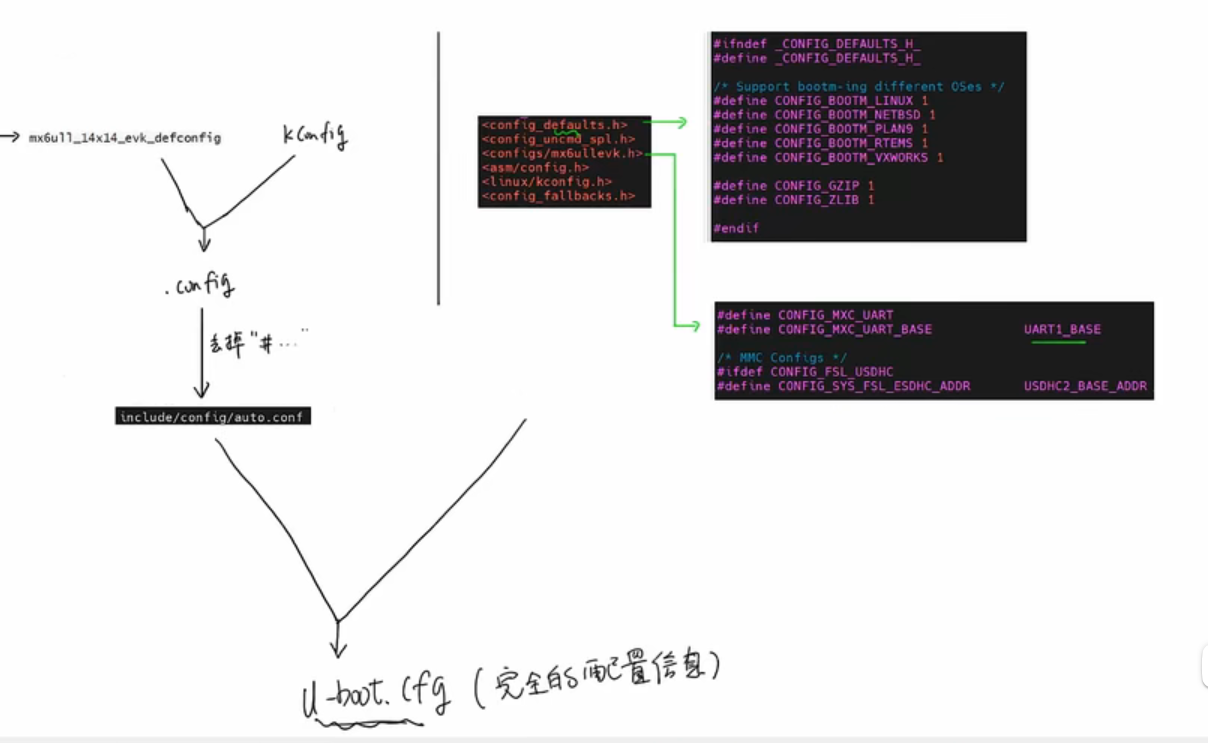 mx6ull_14x14_evk_defconfig
Kconfig
.config
去掉"#..."
include/config/auto.conf
<config_defaults.h>
<config_uncmd_spl.h>
<configs/mx6ullevk.h>
<asm/config.h>
<linux/kconfig.h>
<config_fallbacks.h>
#ifndef _CONFIG_DEFAULTS_H_
#define _CONFIG_DEFAULTS_H_
/* Support bootm-ing different OSes */
#define CONFIG_BOOTM_LINUX 1
#define CONFIG_BOOTM_NETBSD 1
#define CONFIG_BOOTM_PLAN9 1
#define CONFIG_BOOTM_RTEMS 1
#define CONFIG_BOOTM_VXWORKS 1
#define CONFIG_GZIP 1
#define CONFIG_ZLIB 1
#endif
#define CONFIG_MXC_UART
#define CONFIG_MXC_UART_BASE UART1_BASE
/* MMC Configs */
#ifdef CONFIG_FSL_USDHC
#define CONFIG_SYS_FSL_ESDHC_ADDR USDHC2_BASE_ADDR
u-boot.cfg (完全的配置信息)